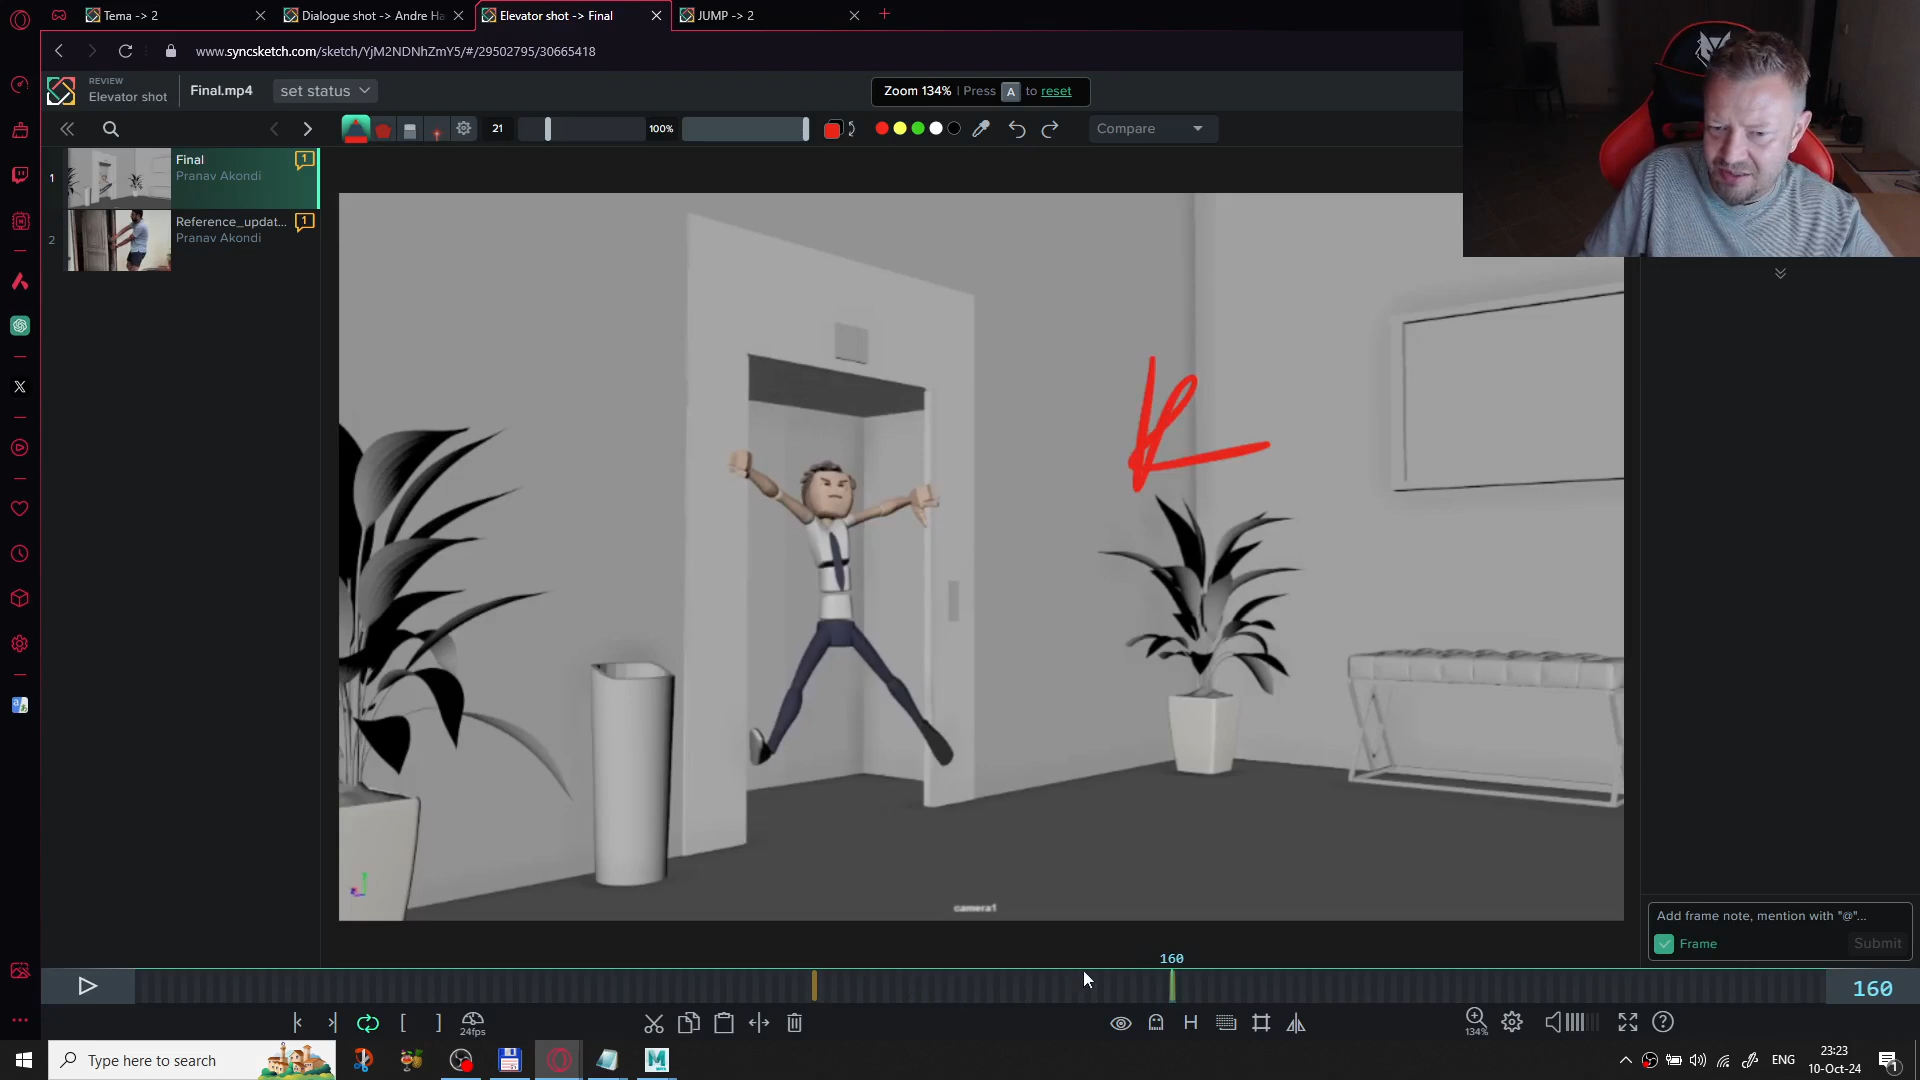 Tema -> 2
Dialogue shot -> Andre Ha
Elevator shot -> Final
JUMP -> 2
www.syncsketch.com/sketch/YjM2NDNhZmY5/#/29502795/30665418
REVIEW
Elevator shot
Final.mp4
set status
Zoom 134% | Press A to reset
21
100%
Compare
1
Final
Pranav Akondi
1
2
Reference_updat...
Pranav Akondi
1
camera1
Add frame note, mention with "@"...
Frame
Submit
160
160
24fps
H
134%
Type here to search
ENG
23:23
10-Oct-24
1